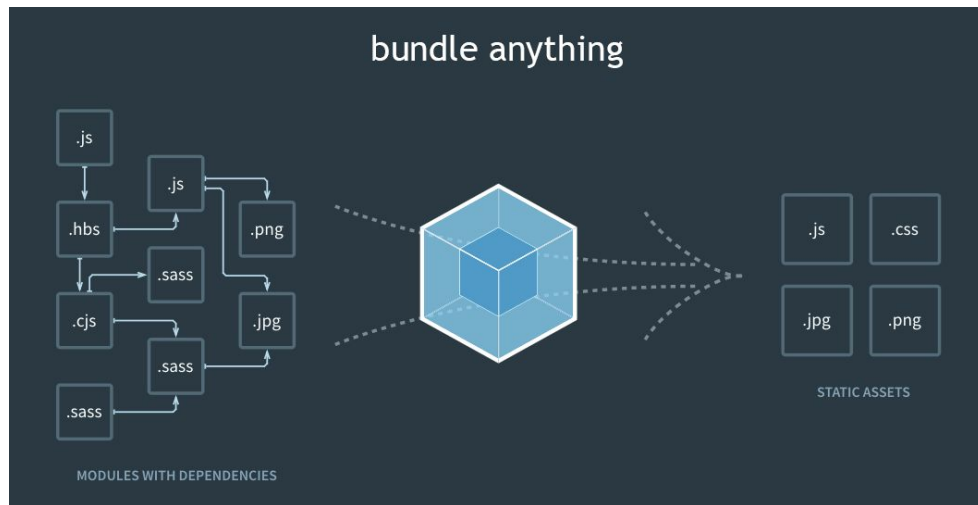 bundle anything
.js
.js
.hbs
.png
.sass
.cjs
.jpg
.sass
.sass
MODULES WITH DEPENDENCIES
.js
.css
.jpg
.png
STATIC ASSETS